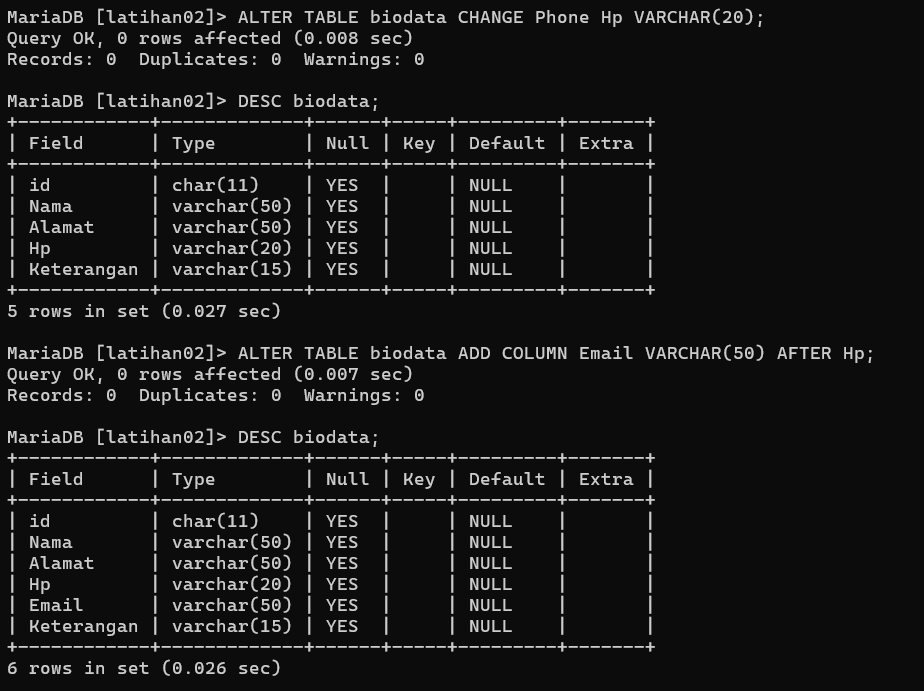 MariaDB [latihan02]> ALTER TABLE biodata CHANGE Phone Hp VARCHAR(20);
Query OK, 0 rows affected (0.008 sec)
Records: 0  Duplicates: 0  Warnings: 0

MariaDB [latihan02]> DESC biodata;
+------------+-------------+------+-----+---------+-------+
| Field      | Type        | Null | Key | Default | Extra |
+------------+-------------+------+-----+---------+-------+
| id         | char(11)    | YES  |     | NULL    |       |
| Nama       | varchar(50) | YES  |     | NULL    |       |
| Alamat     | varchar(50) | YES  |     | NULL    |       |
| Hp         | varchar(20) | YES  |     | NULL    |       |
| Keterangan | varchar(15) | YES  |     | NULL    |       |
+------------+-------------+------+-----+---------+-------+
5 rows in set (0.027 sec)

MariaDB [latihan02]> ALTER TABLE biodata ADD COLUMN Email VARCHAR(50) AFTER Hp;
Query OK, 0 rows affected (0.007 sec)
Records: 0  Duplicates: 0  Warnings: 0

MariaDB [latihan02]> DESC biodata;
+------------+-------------+------+-----+---------+-------+
| Field      | Type        | Null | Key | Default | Extra |
+------------+-------------+------+-----+---------+-------+
| id         | char(11)    | YES  |     | NULL    |       |
| Nama       | varchar(50) | YES  |     | NULL    |       |
| Alamat     | varchar(50) | YES  |     | NULL    |       |
| Hp         | varchar(20) | YES  |     | NULL    |       |
| Email      | varchar(50) | YES  |     | NULL    |       |
| Keterangan | varchar(15) | YES  |     | NULL    |       |
+------------+-------------+------+-----+---------+-------+
6 rows in set (0.026 sec)